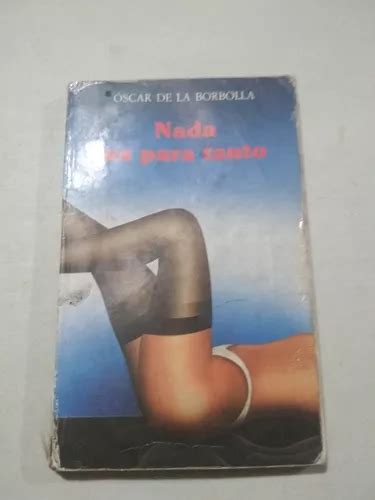 ÓSCAR DE LA BORBOLLA
Nada
es para tanto